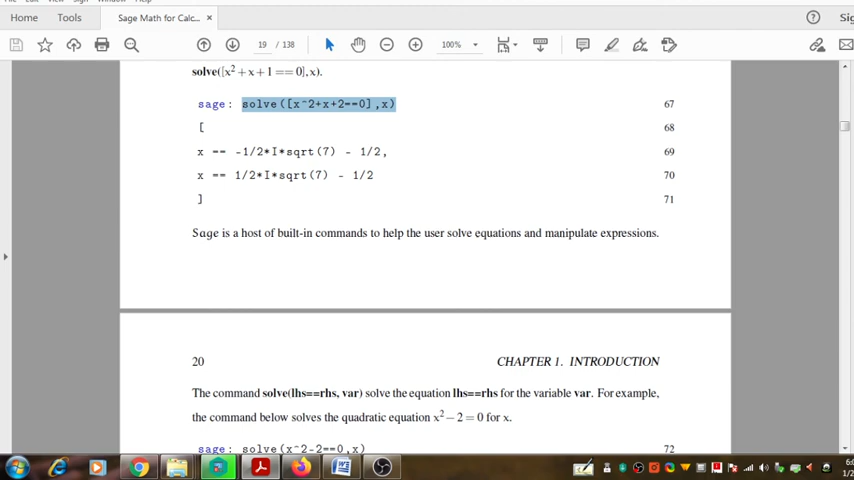 Home Tools Sage Math for Calc... ×
19 / 138 100%
solve([x² + x + 1 == 0], x).
sage: solve([x^2+x+2==0],x) 67
[ 68
x == -1/2*I*sqrt(7) - 1/2, 69
x == 1/2*I*sqrt(7) - 1/2 70
] 71
Sage is a host of built-in commands to help the user solve equations and manipulate expressions.
20 CHAPTER 1. INTRODUCTION
The command solve(lhs==rhs, var) solve the equation lhs==rhs for the variable var. For example,
the command below solves the quadratic equation x² − 2 = 0 for x.
sage: solve(x^2-2==0,x) 72